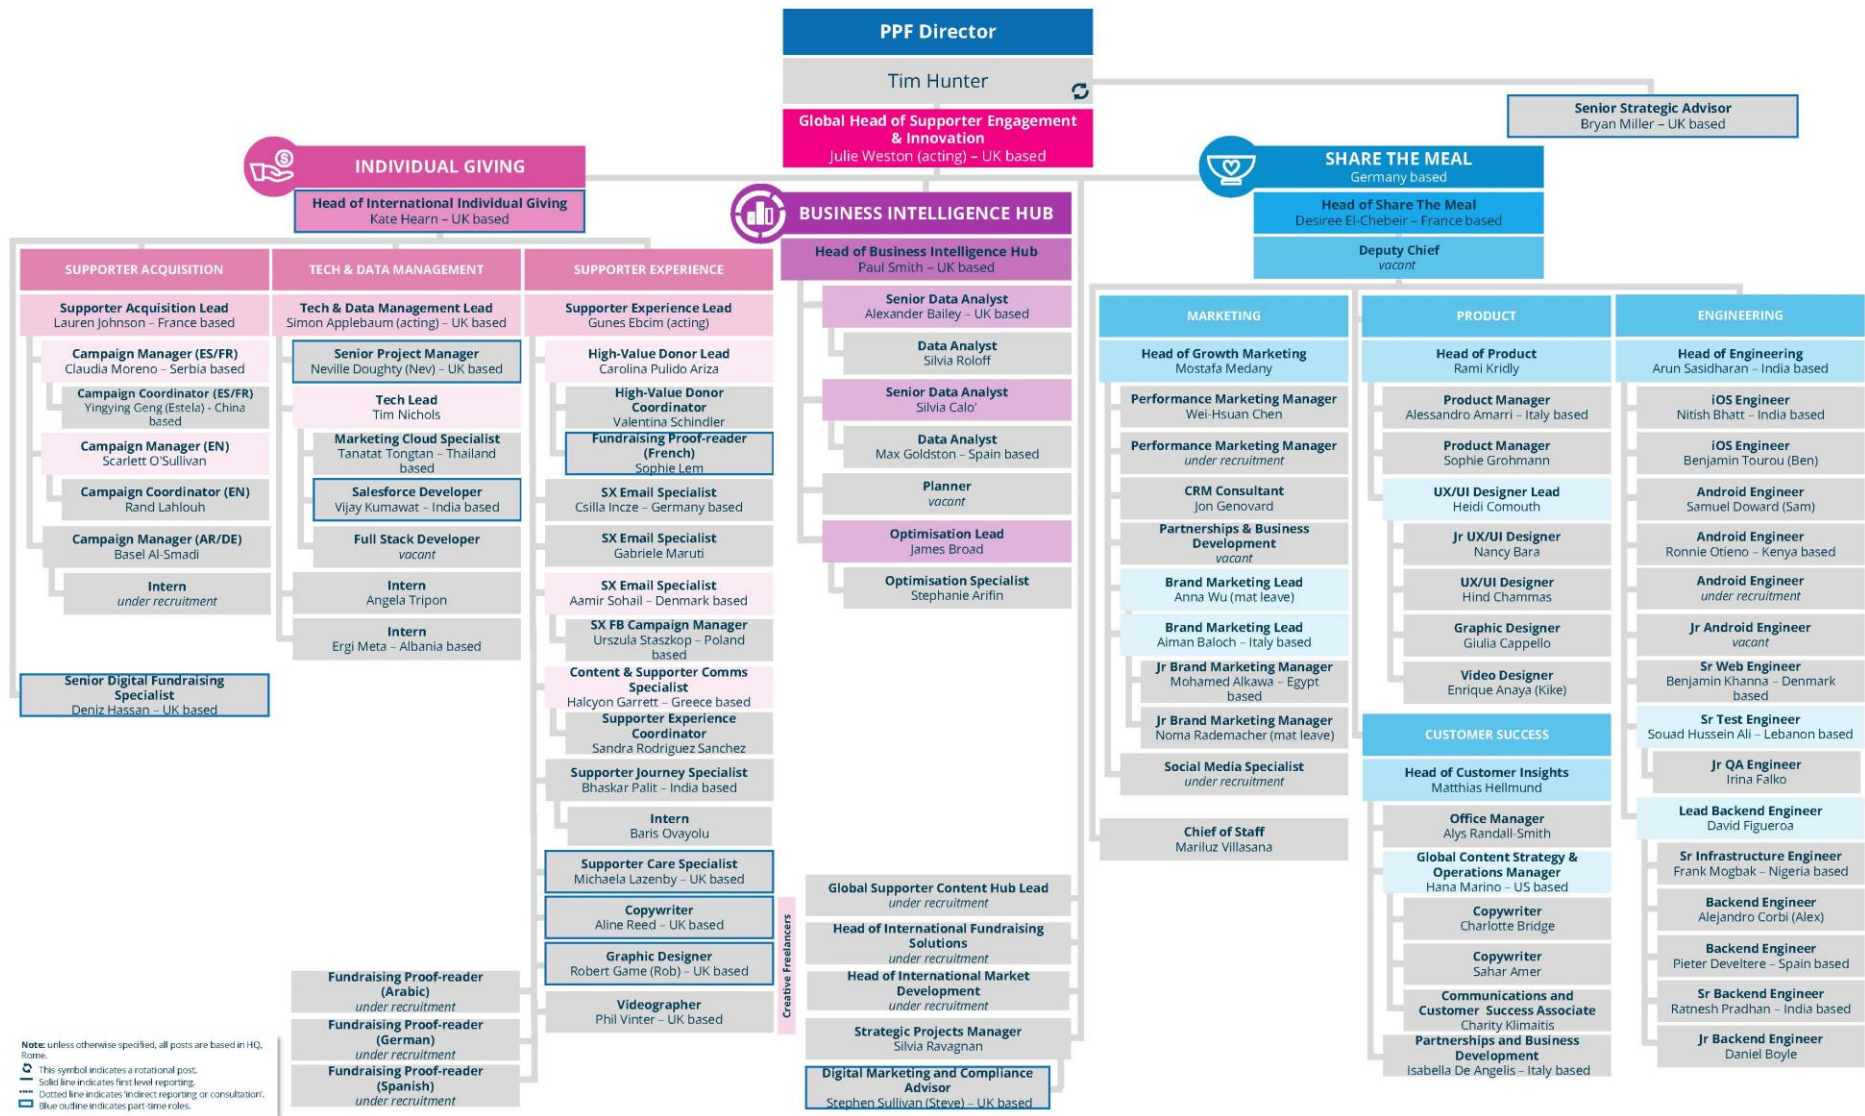 PPF Director
Tim Hunter
Global Head of Supporter Engagement
& Innovation
Julie Weston (acting) – UK based
Senior Strategic Advisor
Bryan Miller – UK based
INDIVIDUAL GIVING
Head of International Individual Giving
Kate Hearn – UK based
SUPPORTER ACQUISITION
Supporter Acquisition Lead
Lauren Johnson – France based
Campaign Manager (ES/FR)
Claudia Moreno – Serbia based
Campaign Coordinator (ES/FR)
Yingying Geng (Estela) - China
based
Campaign Manager (EN)
Scarlett O'Sullivan
Campaign Coordinator (EN)
Rand Lahlouh
Campaign Manager (AR/DE)
Basel Al-Smadi
Intern
under recruitment
Senior Digital Fundraising
Specialist
Deniz Hassan – UK based
TECH & DATA MANAGEMENT
Tech & Data Management Lead
Simon Applebaum (acting) – UK based
Senior Project Manager
Neville Doughty (Nev) – UK based
Tech Lead
Tim Nichols
Marketing Cloud Specialist
Tanatat Tongtan – Thailand
based
Salesforce Developer
Vijay Kumawat – India based
Full Stack Developer
vacant
Intern
Angela Tripon
Intern
Ergi Meta – Albania based
SUPPORTER EXPERIENCE
Supporter Experience Lead
Gunes Ebcim (acting)
High-Value Donor Lead
Carolina Pulido Ariza
High-Value Donor
Coordinator
Valentina Schindler
Fundraising Proof-reader
(French)
Sophie Lem
SX Email Specialist
Csilla Incze – Germany based
SX Email Specialist
Gabriele Maruti
SX Email Specialist
Aamir Sohail – Denmark based
SX FB Campaign Manager
Urszula Staszkop – Poland
based
Content & Supporter Comms
Specialist
Halcyon Garrett – Greece based
Supporter Experience
Coordinator
Sandra Rodriguez Sanchez
Supporter Journey Specialist
Bhaskar Palit – India based
Intern
Baris Ovayolu
Supporter Care Specialist
Michaela Lazenby – UK based
Copywriter
Aline Reed – UK based
Graphic Designer
Robert Game (Rob) – UK based
Videographer
Phil Vinter – UK based
Creative Freelancers
Fundraising Proof-reader
(Arabic)
under recruitment
Fundraising Proof-reader
(German)
under recruitment
Fundraising Proof-reader
(Spanish)
under recruitment
BUSINESS INTELLIGENCE HUB
Head of Business Intelligence Hub
Paul Smith – UK based
Senior Data Analyst
Alexander Bailey – UK based
Data Analyst
Silvia Roloff
Senior Data Analyst
Silvia Calo'
Data Analyst
Max Goldston – Spain based
Planner
vacant
Optimisation Lead
James Broad
Optimisation Specialist
Stephanie Arifin
Global Supporter Content Hub Lead
under recruitment
Head of International Fundraising
Solutions
under recruitment
Head of International Market
Development
under recruitment
Strategic Projects Manager
Silvia Ravagnan
Digital Marketing and Compliance
Advisor
Stephen Sullivan (Steve) – UK based
SHARE THE MEAL
Germany based
Head of Share The Meal
Desiree El-Chebeir – France based
Deputy Chief
vacant
MARKETING
Head of Growth Marketing
Mostafa Medany
Performance Marketing Manager
Wei-Hsuan Chen
Performance Marketing Manager
under recruitment
CRM Consultant
Jon Genovard
Partnerships & Business
Development
vacant
Brand Marketing Lead
Anna Wu (mat leave)
Brand Marketing Lead
Aiman Baloch – Italy based
Jr Brand Marketing Manager
Mohamed Alkawa – Egypt
based
Jr Brand Marketing Manager
Noma Rademacher (mat leave)
Social Media Specialist
under recruitment
Chief of Staff
Mariluz Villasana
PRODUCT
Head of Product
Rami Kridly
Product Manager
Alessandro Amarri – Italy based
Product Manager
Sophie Grohmann
UX/UI Designer Lead
Heidi Comouth
Jr UX/UI Designer
Nancy Bara
UX/UI Designer
Hind Chammas
Graphic Designer
Giulia Cappello
Video Designer
Enrique Anaya (Kike)
CUSTOMER SUCCESS
Head of Customer Insights
Matthias Hellmund
Office Manager
Alys Randall-Smith
Global Content Strategy &
Operations Manager
Hana Marino – US based
Copywriter
Charlotte Bridge
Copywriter
Sahar Amer
Communications and
Customer Success Associate
Charity Klimaitis
Partnerships and Business
Development
Isabella De Angelis – Italy based
ENGINEERING
Head of Engineering
Arun Sasidharan – India based
iOS Engineer
Nitish Bhatt – India based
iOS Engineer
Benjamin Tourou (Ben)
Android Engineer
Samuel Doward (Sam)
Android Engineer
Ronnie Otieno – Kenya based
Android Engineer
under recruitment
Jr Android Engineer
vacant
Sr Web Engineer
Benjamin Khanna – Denmark
based
Sr Test Engineer
Souad Hussein Ali – Lebanon based
Jr QA Engineer
Irina Falko
Lead Backend Engineer
David Figueroa
Sr Infrastructure Engineer
Frank Mogbak – Nigeria based
Backend Engineer
Alejandro Corbi (Alex)
Backend Engineer
Pieter Develtere – Spain based
Sr Backend Engineer
Ratnesh Pradhan – India based
Jr Backend Engineer
Daniel Boyle
Note: unless otherwise specified, all posts are based in HQ,
Rome.
This symbol indicates a rotational post.
Solid line indicates first level reporting.
Dotted line indicates 'indirect reporting or consultation'.
Blue outline indicates part-time roles.